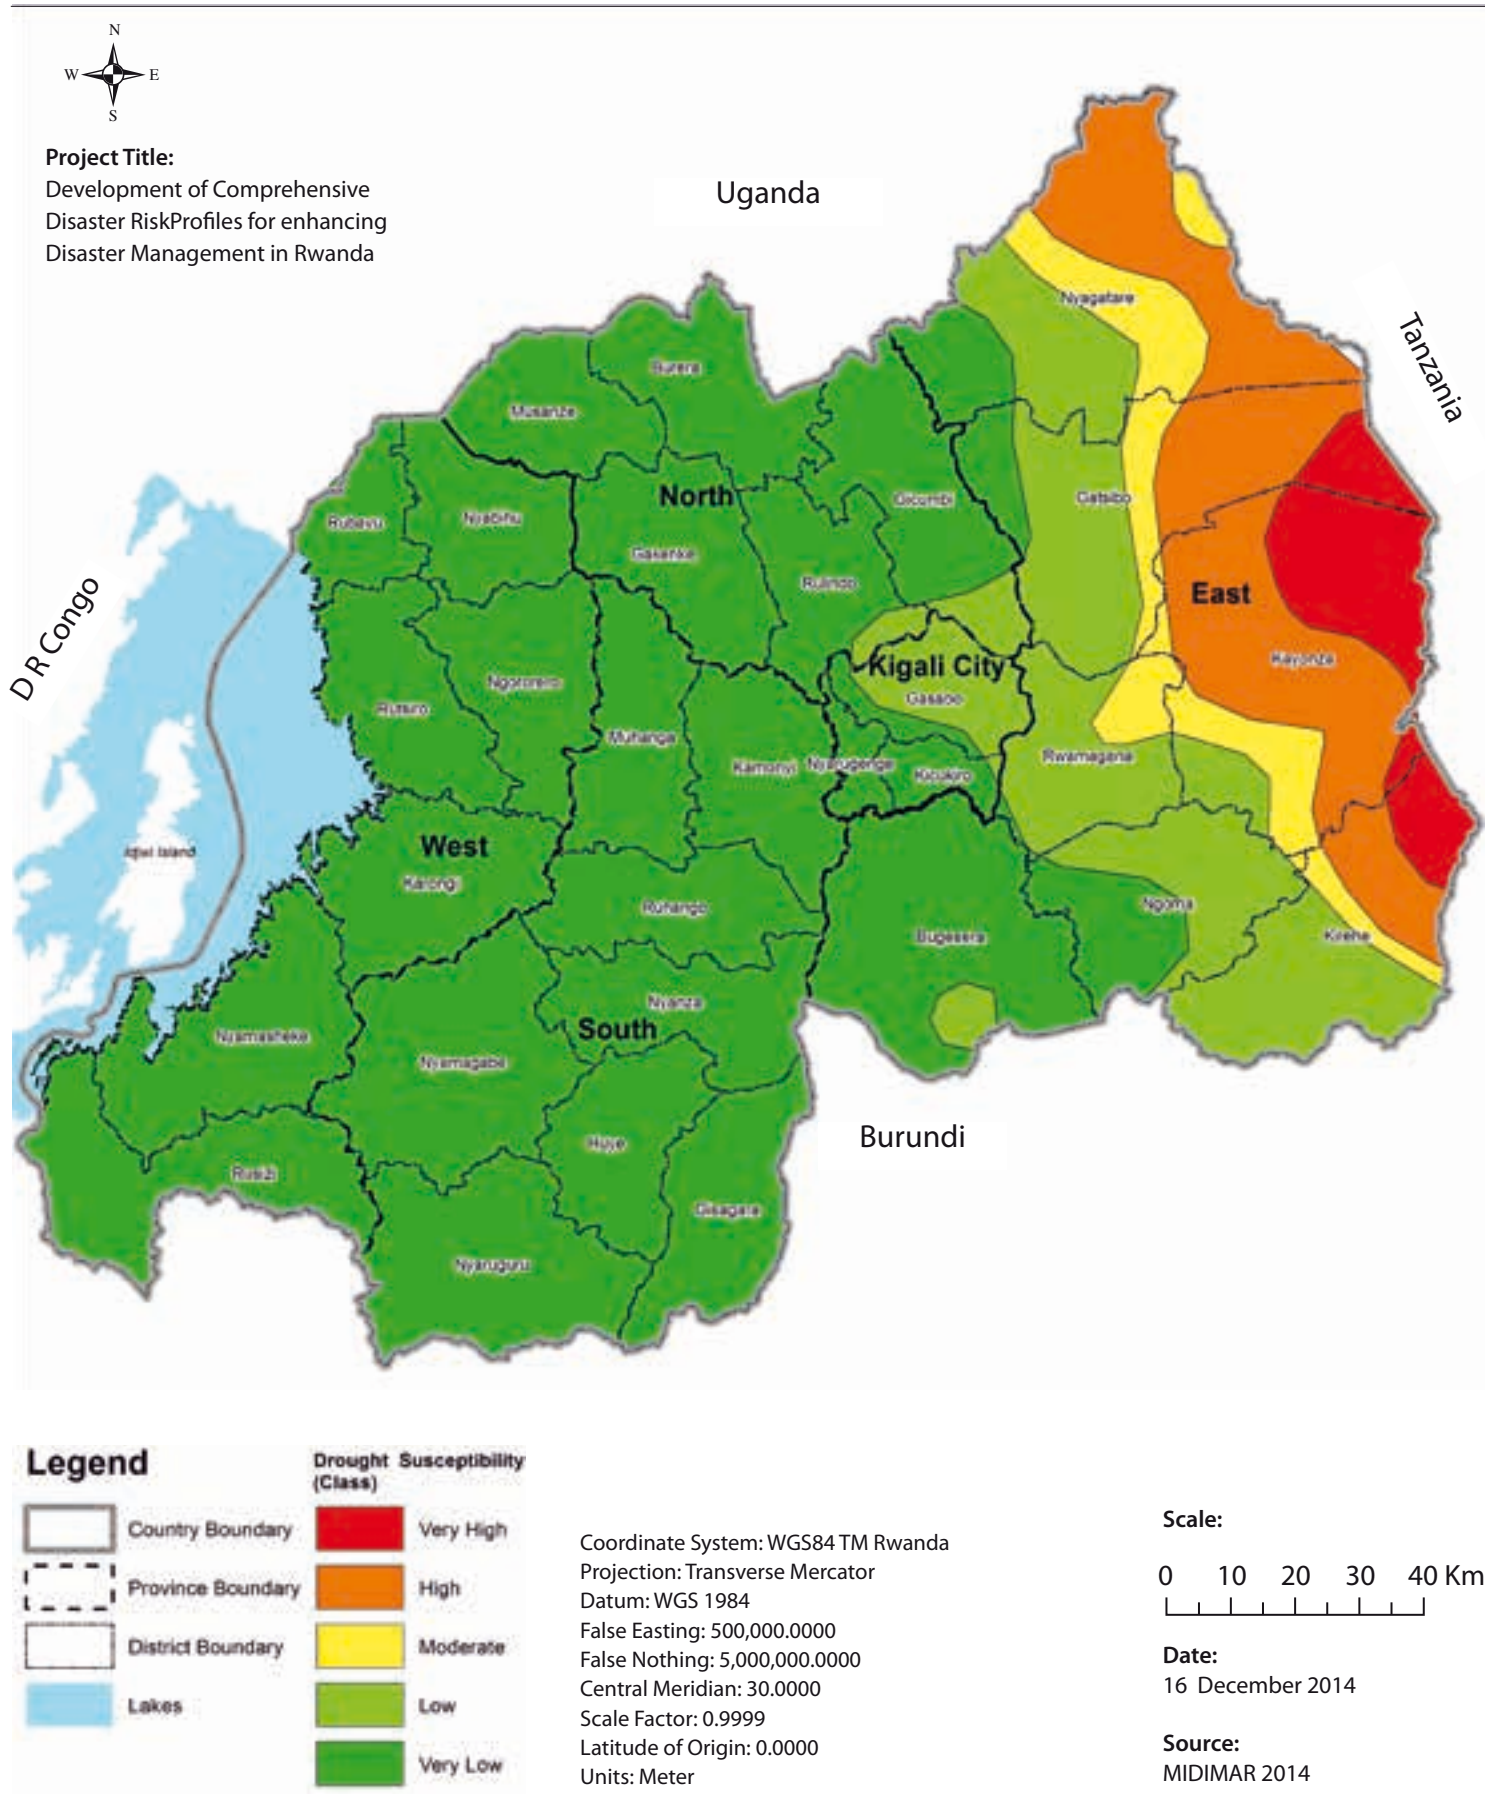 N
W
E
S
Project Title:
Development of Comprehensive
Disaster RiskProfiles for enhancing
Disaster Management in Rwanda
Uganda
Tanzania
D R Congo
Burundi
Nyagatare
Burera
Musanze
North
Gicumbi
Gatsibo
Rubavu
Nyabihu
Gakenke
Rulindo
East
Kayonza
Kigali City
Gasabo
Ngororero
Rutsiro
Muhanga
Kamonyi
Nyarugenge
Kicukiro
Rwamagana
Idjwi Island
West
Karongi
Ruhango
Ngoma
Bugesera
Kirehe
Nyanza
South
Nyamasheke
Nyamagabe
Huye
Rusizi
Gisagara
Nyaruguru
Legend
Country Boundary
Province Boundary
District Boundary
Lakes
Drought Susceptibility
(Class)
Very High
High
Moderate
Low
Very Low
Coordinate System: WGS84 TM Rwanda
Projection: Transverse Mercator
Datum: WGS 1984
False Easting: 500,000.0000
False Nothing: 5,000,000.0000
Central Meridian: 30.0000
Scale Factor: 0.9999
Latitude of Origin: 0.0000
Units: Meter
Scale:
0 10 20 30 40 Km
Date:
16 December 2014
Source:
MIDIMAR 2014